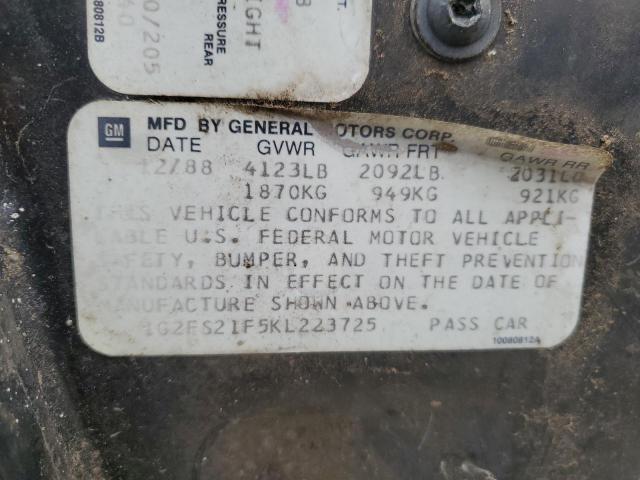 80812B
PRESSURE
REAR
0/205
GM MFD BY GENERAL MOTORS CORP.
DATE GVWR GAWR FRT GAWR RR
12/88 4123LB 2092LB 2031LB
1870KG 949KG 921KG
THIS VEHICLE CONFORMS TO ALL APPLI-
CABLE U.S. FEDERAL MOTOR VEHICLE
SAFETY, BUMPER, AND THEFT PREVENTION
STANDARDS IN EFFECT ON THE DATE OF
MANUFACTURE SHOWN ABOVE.
1G2FS21F5KL223725 PASS CAR
10080812A